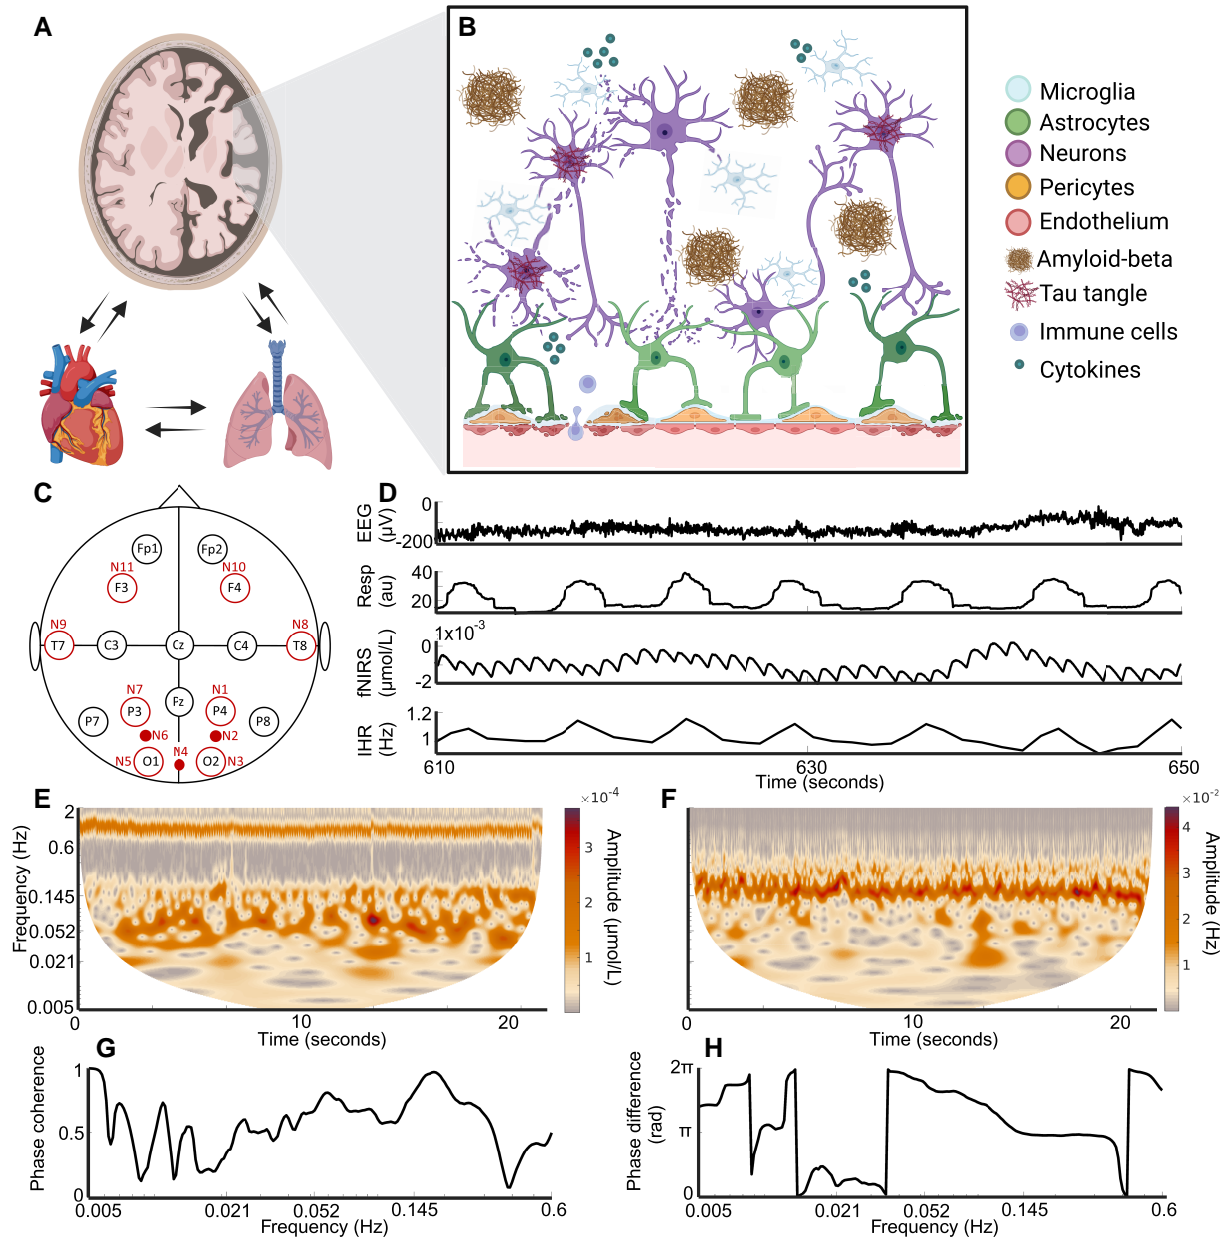 A
B
Microglia
Astrocytes
Neurons
Pericytes
Endothelium
Amyloid-beta
Tau tangle
Immune cells
Cytokines
C
Fp1
Fp2
N11
N10
F3
F4
N9
N8
T7
C3
Cz
C4
T8
N7
N1
Pz
P3
P4
P7
P8
N6
N2
N4
N5
O1
O2
N3
D
EEG
(µV)
0
-200
Resp
(au)
40
20
fNIRS
(µmol/L)
1x10⁻³
0
-2
IHR
(Hz)
1.2
1
610
630
650
Time (seconds)
E
Frequency (Hz)
2
0.6
0.145
0.052
0.021
0.005
0
10
20
Time (seconds)
×10⁻⁴
3
2
1
Amplitude (µmol/L)
F
0
10
20
Time (seconds)
×10⁻²
4
3
2
1
Amplitude (Hz)
G
Phase coherence
1
0.5
0
0.005
0.021
0.052
0.145
0.6
Frequency (Hz)
H
Phase difference
(rad)
2π
π
0
0.005
0.021
0.052
0.145
0.6
Frequency (Hz)